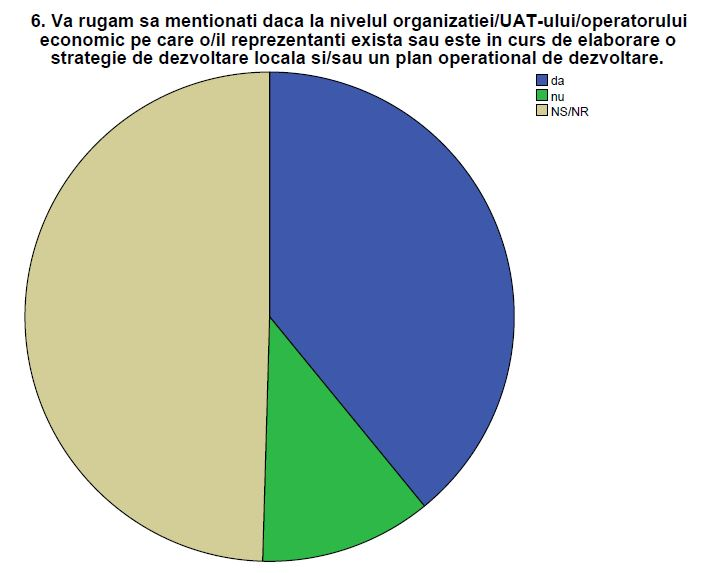 6. Va rugam sa mentionati daca la nivelul organizatiei/UAT-ului/operatorului
economic pe care o/il reprezentanti exista sau este in curs de elaborare o
strategie de dezvoltare locala si/sau un plan operational de dezvoltare.
da
nu
NS/NR